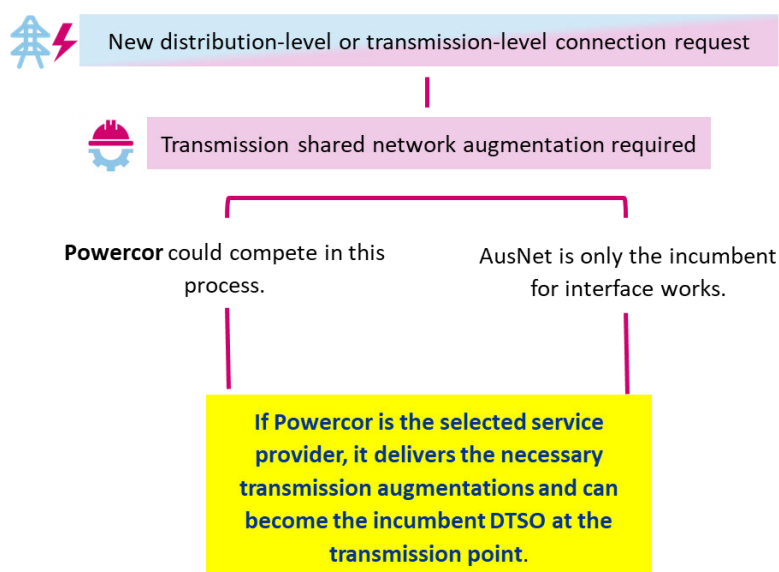 New distribution-level or transmission-level connection request
Transmission shared network augmentation required
Powercor could compete in this
process.
AusNet is only the incumbent
for interface works.
If Powercor is the selected service
provider, it delivers the necessary
transmission augmentations and can
become the incumbent DTSO at the
transmission point.